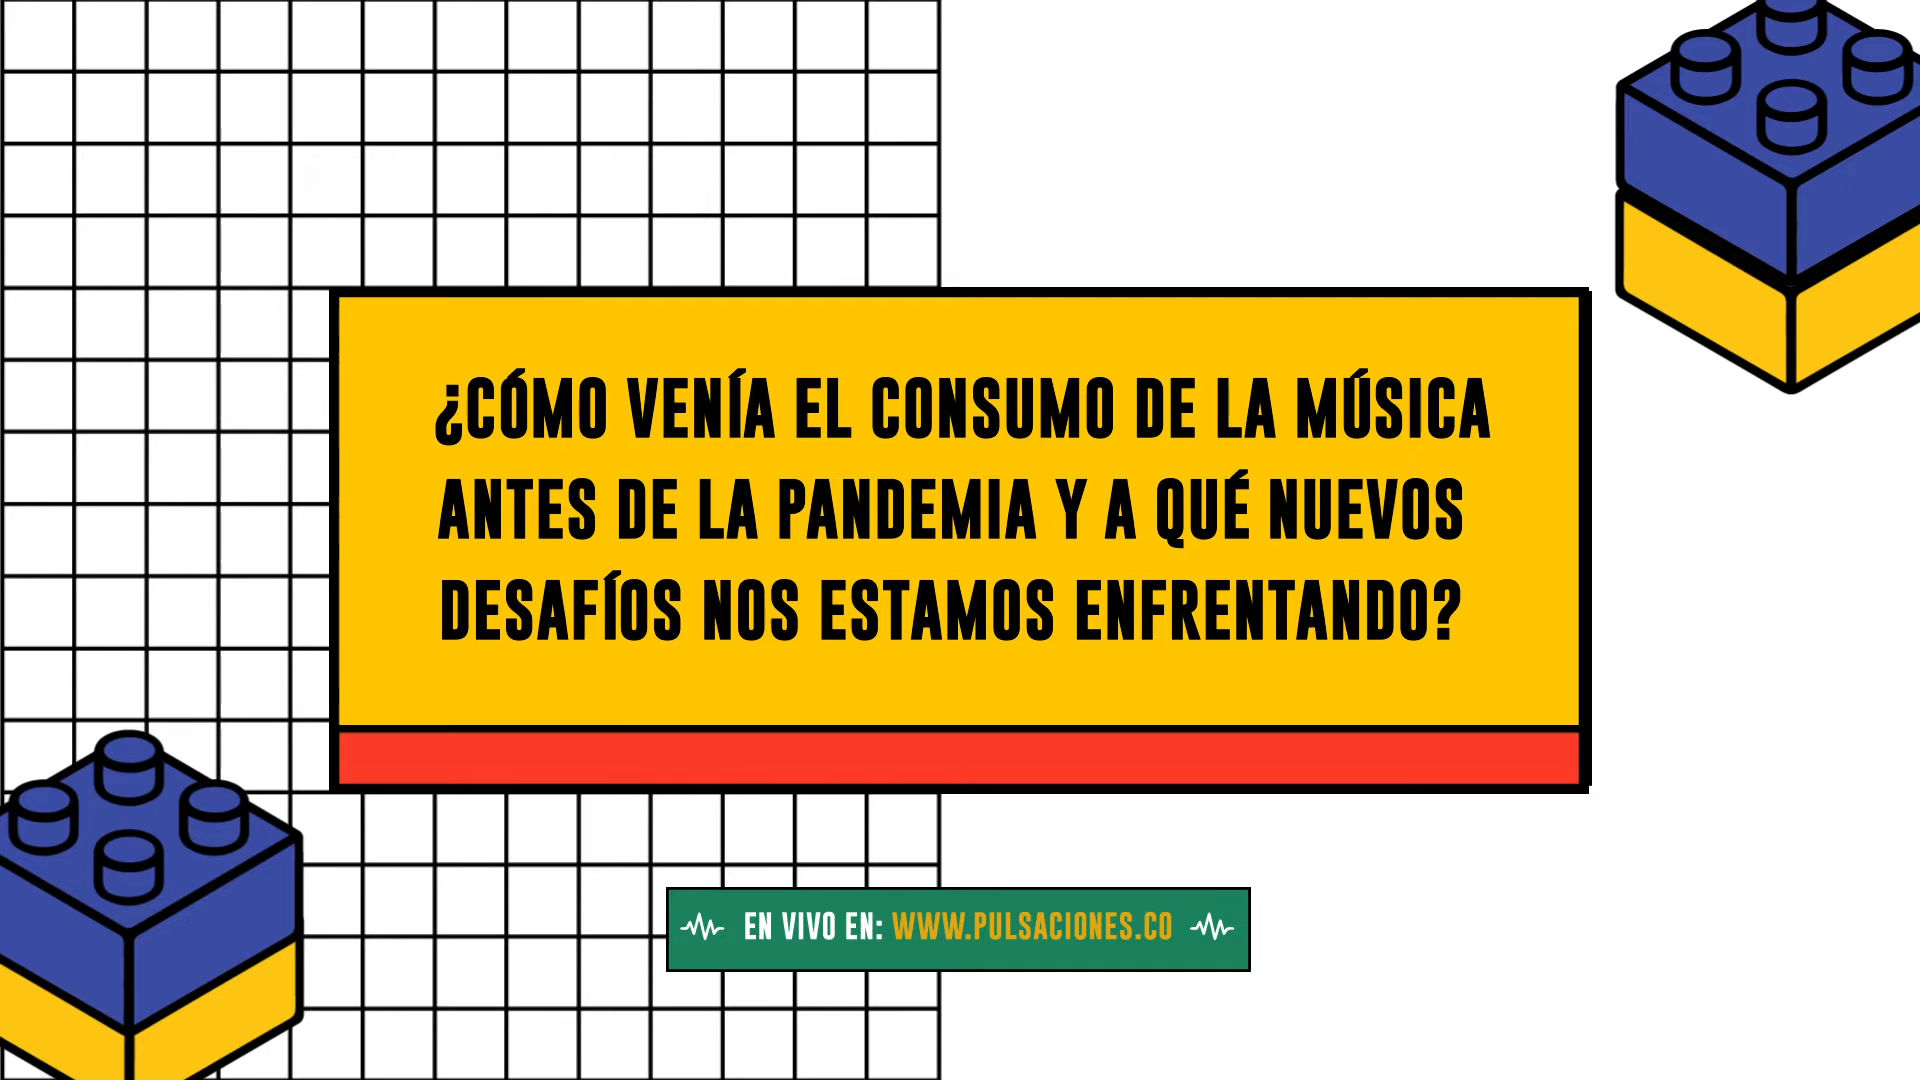 ¿CÓMO VENÍA EL CONSUMO DE LA MÚSICA
ANTES DE LA PANDEMIA Y A QUÉ NUEVOS
DESAFÍOS NOS ESTAMOS ENFRENTANDO?
EN VIVO EN: WWW.PULSACIONES.CO